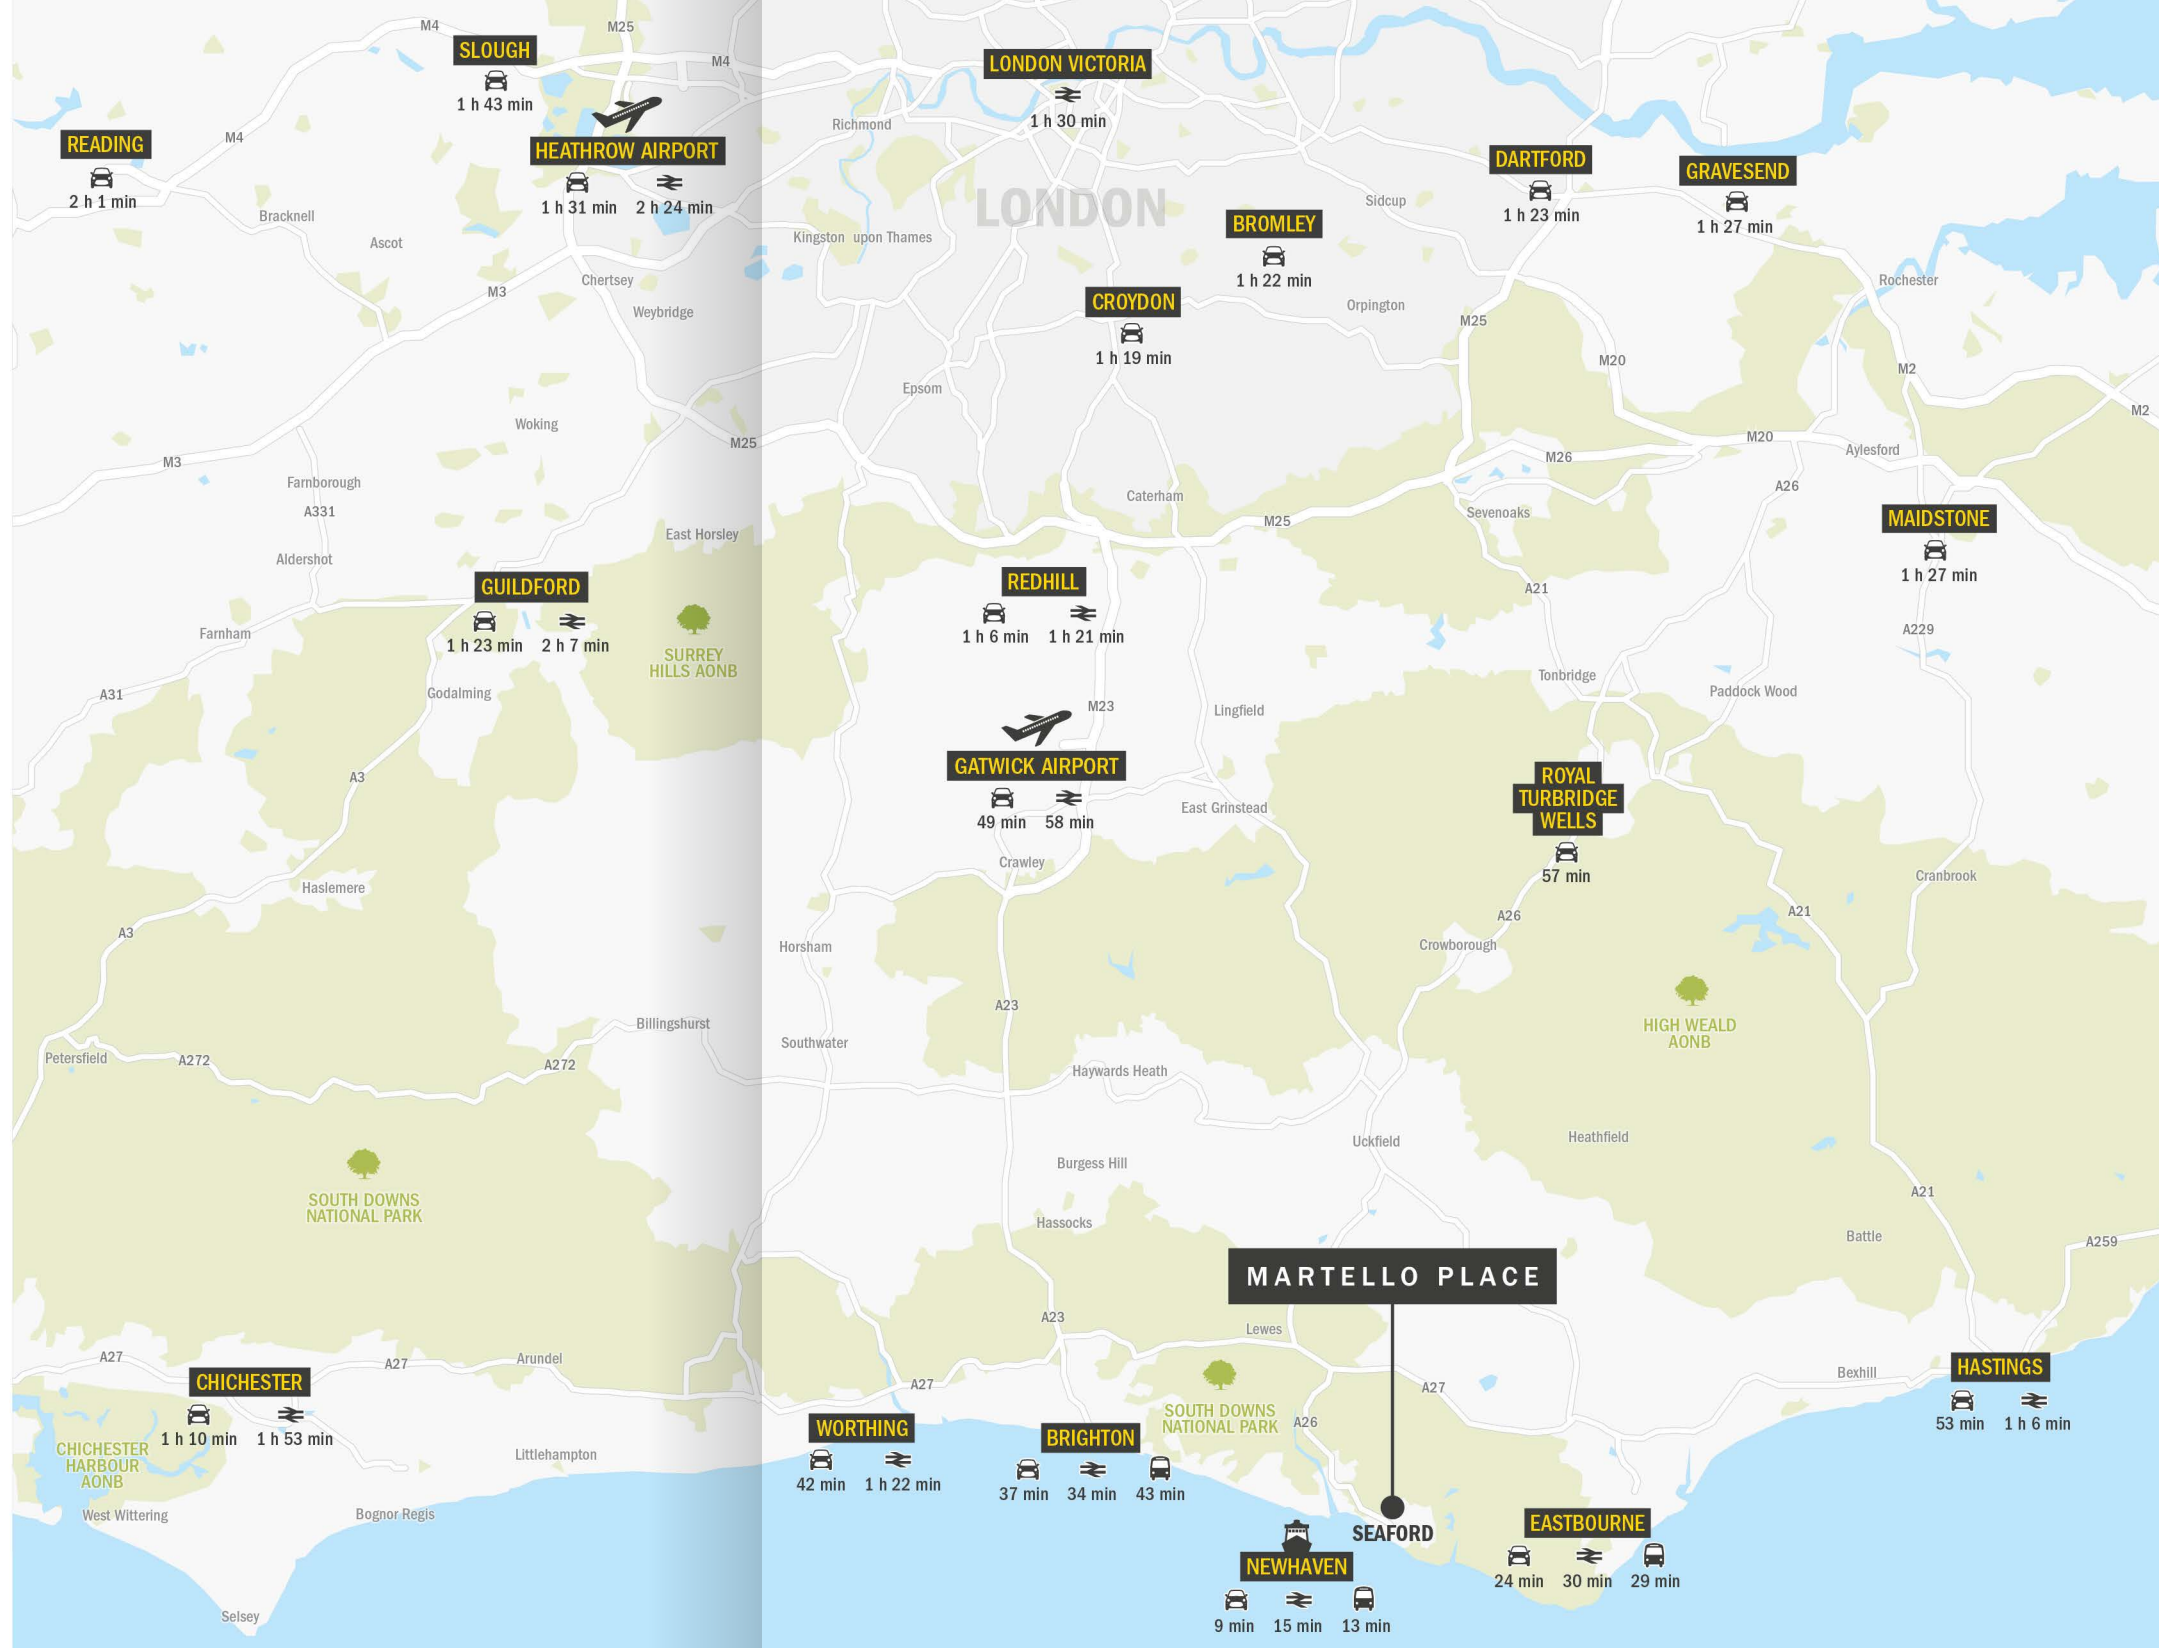 M4
M25
SLOUGH
1 h 43 min
M4
LONDON VICTORIA
1 h 30 min
Richmond
READING
2 h 1 min
M4
HEATHROW AIRPORT
1 h 31 min 2 h 24 min
DARTFORD
1 h 23 min
GRAVESEND
1 h 27 min
Bracknell
Ascot
LONDON
Sidcup
Kingston upon Thames
BROMLEY
1 h 22 min
Chertsey
M3
Weybridge
CROYDON
1 h 19 min
Orpington
M25
Rochester
M20
M2
Epsom
M2
Woking
M25
M3
M20
M26
Aylesford
Farnborough
A331
Caterham
A26
Sevenoaks
M25
MAIDSTONE
1 h 27 min
East Horsley
Aldershot
GUILDFORD
1 h 23 min 2 h 7 min
REDHILL
1 h 6 min 1 h 21 min
A21
A229
Farnham
SURREY
HILLS AONB
A31
Godalming
Tonbridge
Paddock Wood
M23
Lingfield
GATWICK AIRPORT
49 min 58 min
A3
East Grinstead
ROYAL
TURBRIDGE
WELLS
57 min
Crawley
Haslemere
Cranbrook
A3
A26
A21
Horsham
Crowborough
A23
HIGH WEALD
AONB
Billingshurst
Southwater
Petersfield
A272
A272
Haywards Heath
Uckfield
Heathfield
Burgess Hill
SOUTH DOWNS
NATIONAL PARK
A21
Hassocks
Battle
A259
MARTELLO PLACE
A23
Lewes
A27
CHICHESTER
1 h 10 min 1 h 53 min
A27
Arundel
A27
SOUTH DOWNS
NATIONAL PARK
A26
A27
Bexhill
HASTINGS
53 min 1 h 6 min
CHICHESTER
HARBOUR
AONB
Littlehampton
WORTHING
42 min 1 h 22 min
BRIGHTON
37 min 34 min 43 min
West Wittering
Bognor Regis
SEAFORD
EASTBOURNE
24 min 30 min 29 min
NEWHAVEN
9 min 15 min 13 min
Selsey